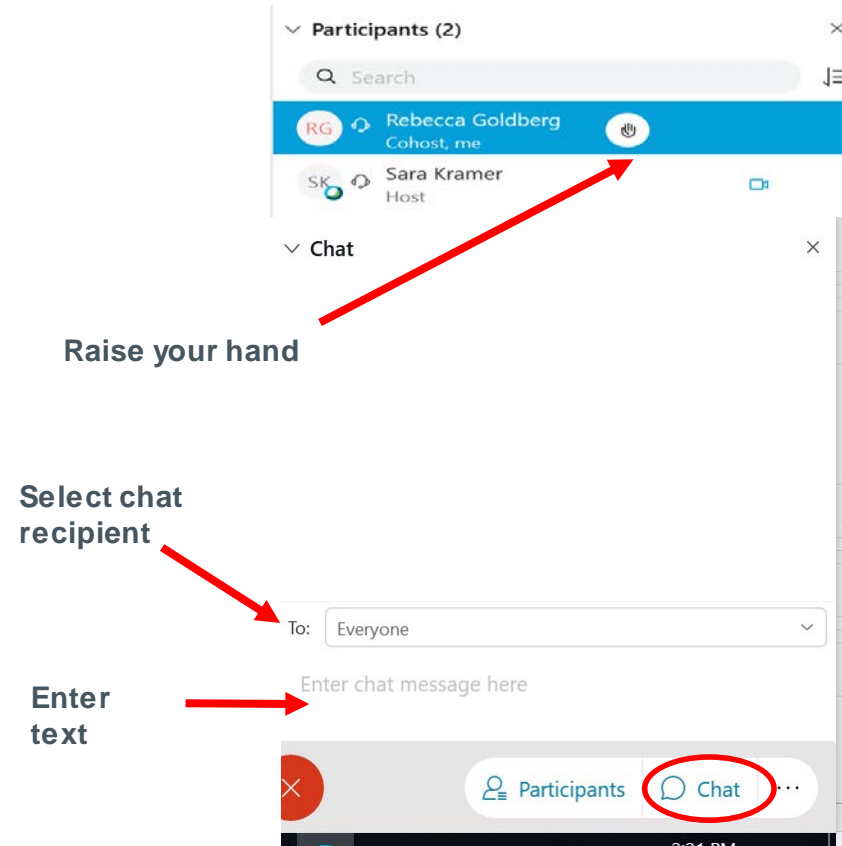 Participants (2)
Search
RG
Rebecca Goldberg
Cohost, me
SK
Sara Kramer
Host
Chat
Raise your hand
Select chat
recipient
To: Everyone
Enter chat message here
Enter
text
Participants
Chat